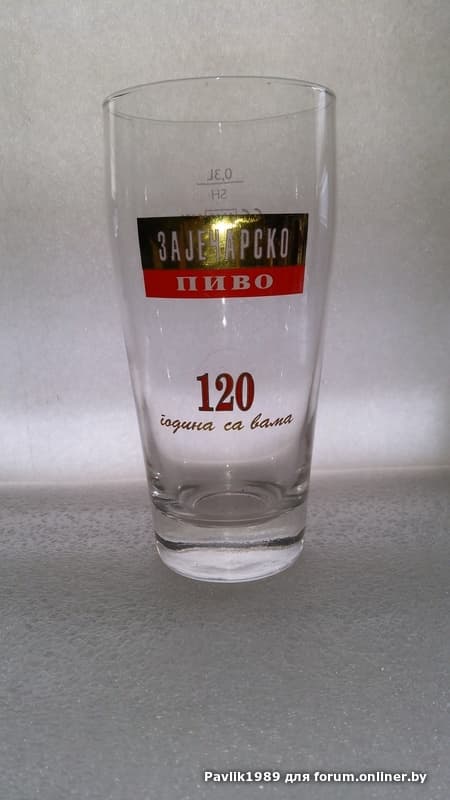 0,3L
SH
ЗАЈЕЧАРСКО
ПИВО
120
година са вама
Pavlik1989 для forum.onliner.by